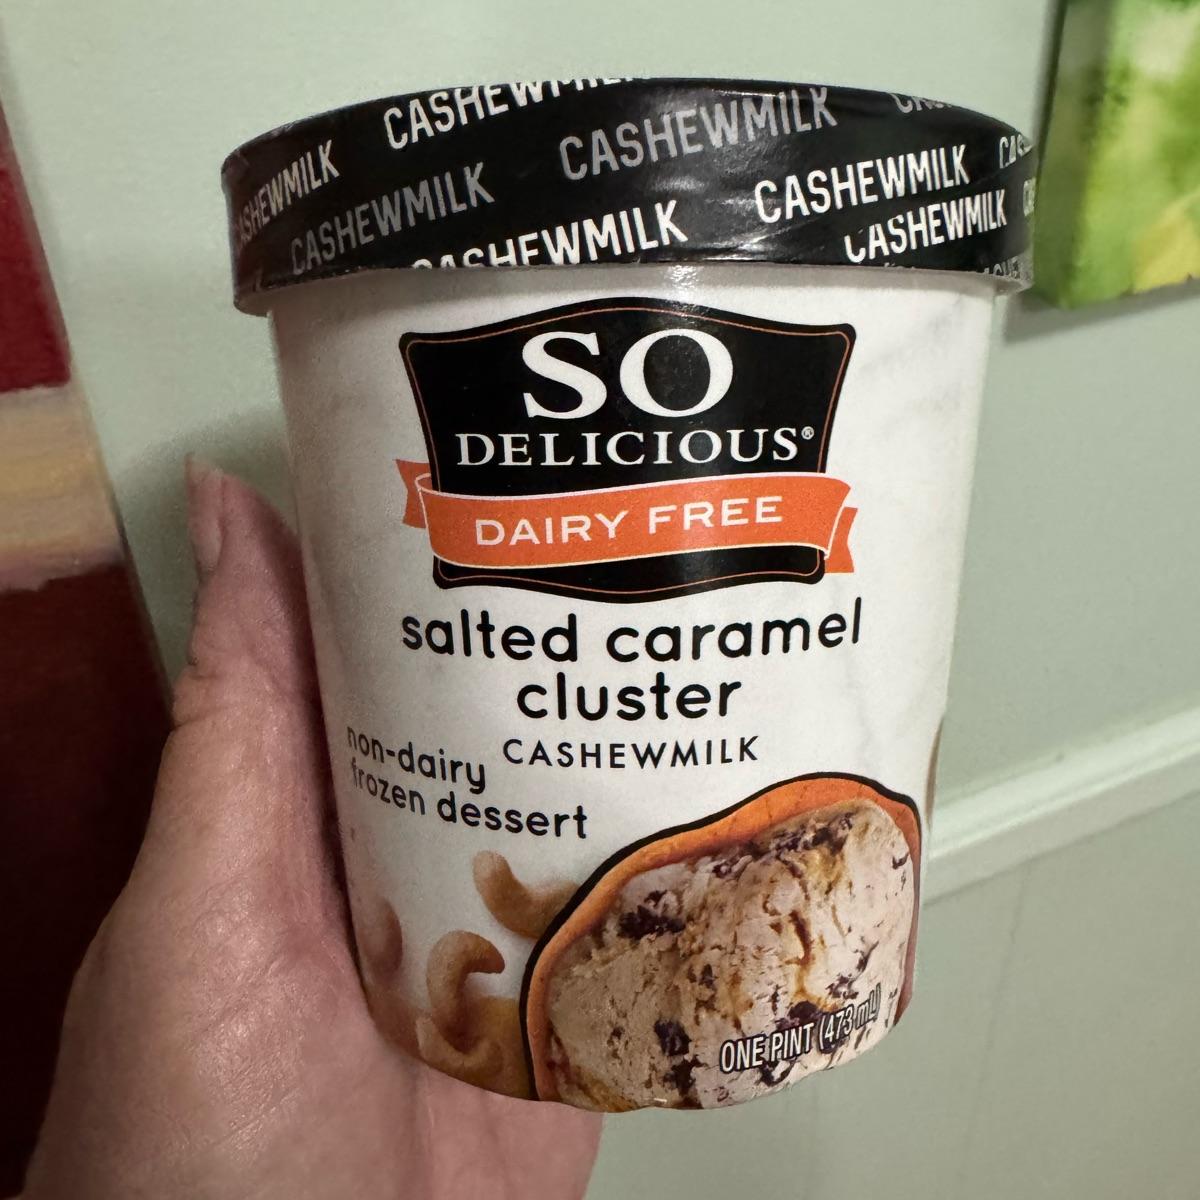 CASHEWMILK
CASHEWMILK
CASHEWMILK
CASHEWMILK
CASHEWMILK
CASHEWMILK
SO
DELICIOUS®
DAIRY FREE
salted caramel
cluster
CASHEWMILK
non-dairy
frozen dessert
ONE PINT (473 mL)